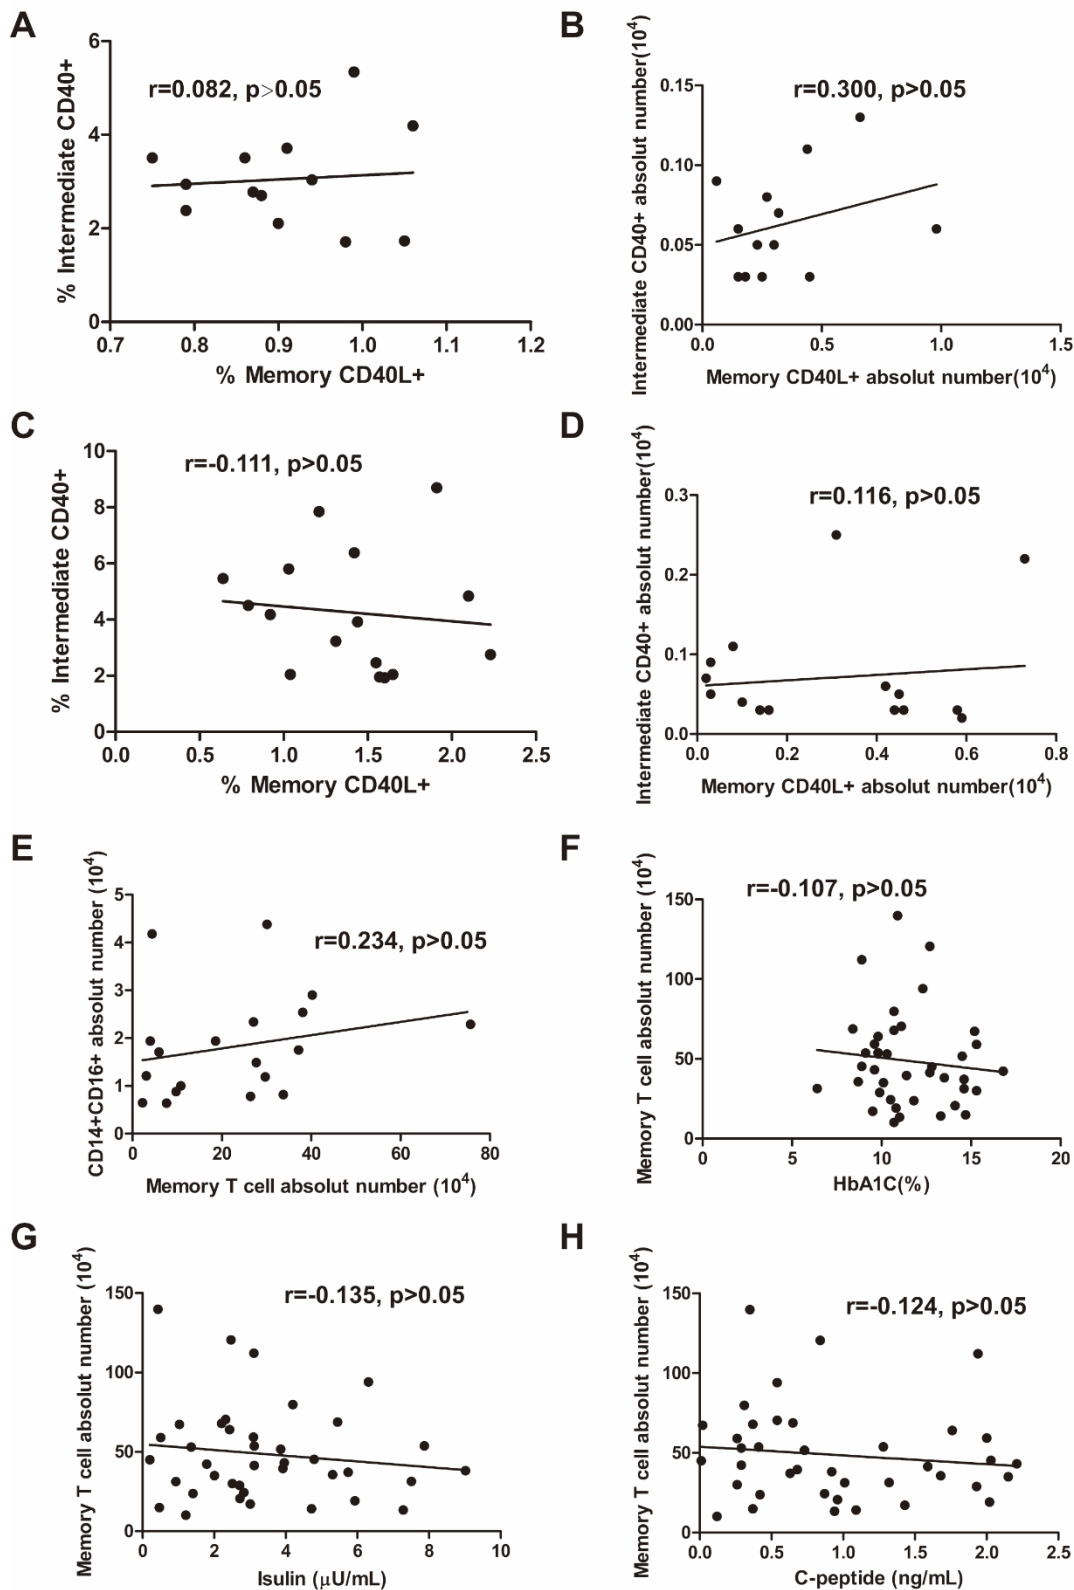 A
r=0.082, p>0.05
% Intermediate CD40+
6
4
2
0
0.7 0.8 0.9 1.0 1.1 1.2
% Memory CD40L+
B
r=0.300, p>0.05
Intermediate CD40+ absolut number(10⁴)
0.15
0.10
0.05
0.00
0.0 0.5 1.0 1.5
Memory CD40L+ absolut number(10⁴)
C
r=-0.111, p>0.05
% Intermediate CD40+
10
8
6
4
2
0
0.0 0.5 1.0 1.5 2.0 2.5
% Memory CD40L+
D
r=0.116, p>0.05
Intermediate CD40+ absolut number(10⁴)
0.3
0.2
0.1
0.0
0.0 0.2 0.4 0.6 0.8
Memory CD40L+ absolut number(10⁴)
E
r=0.234, p>0.05
CD14+CD16+ absolut number (10⁴)
5
4
3
2
1
0
0 20 40 60 80
Memory T cell absolut number (10⁴)
F
r=-0.107, p>0.05
Memory T cell absolut number (10⁴)
150
100
50
0
0 5 10 15 20
HbA1C(%)
G
r=-0.135, p>0.05
Memory T cell absolut number (10⁴)
150
100
50
0
0 2 4 6 8 10
Isulin (μU/mL)
H
r=-0.124, p>0.05
Memory T cell absolut number (10⁴)
150
100
50
0
0.0 0.5 1.0 1.5 2.0 2.5
C-peptide (ng/mL)